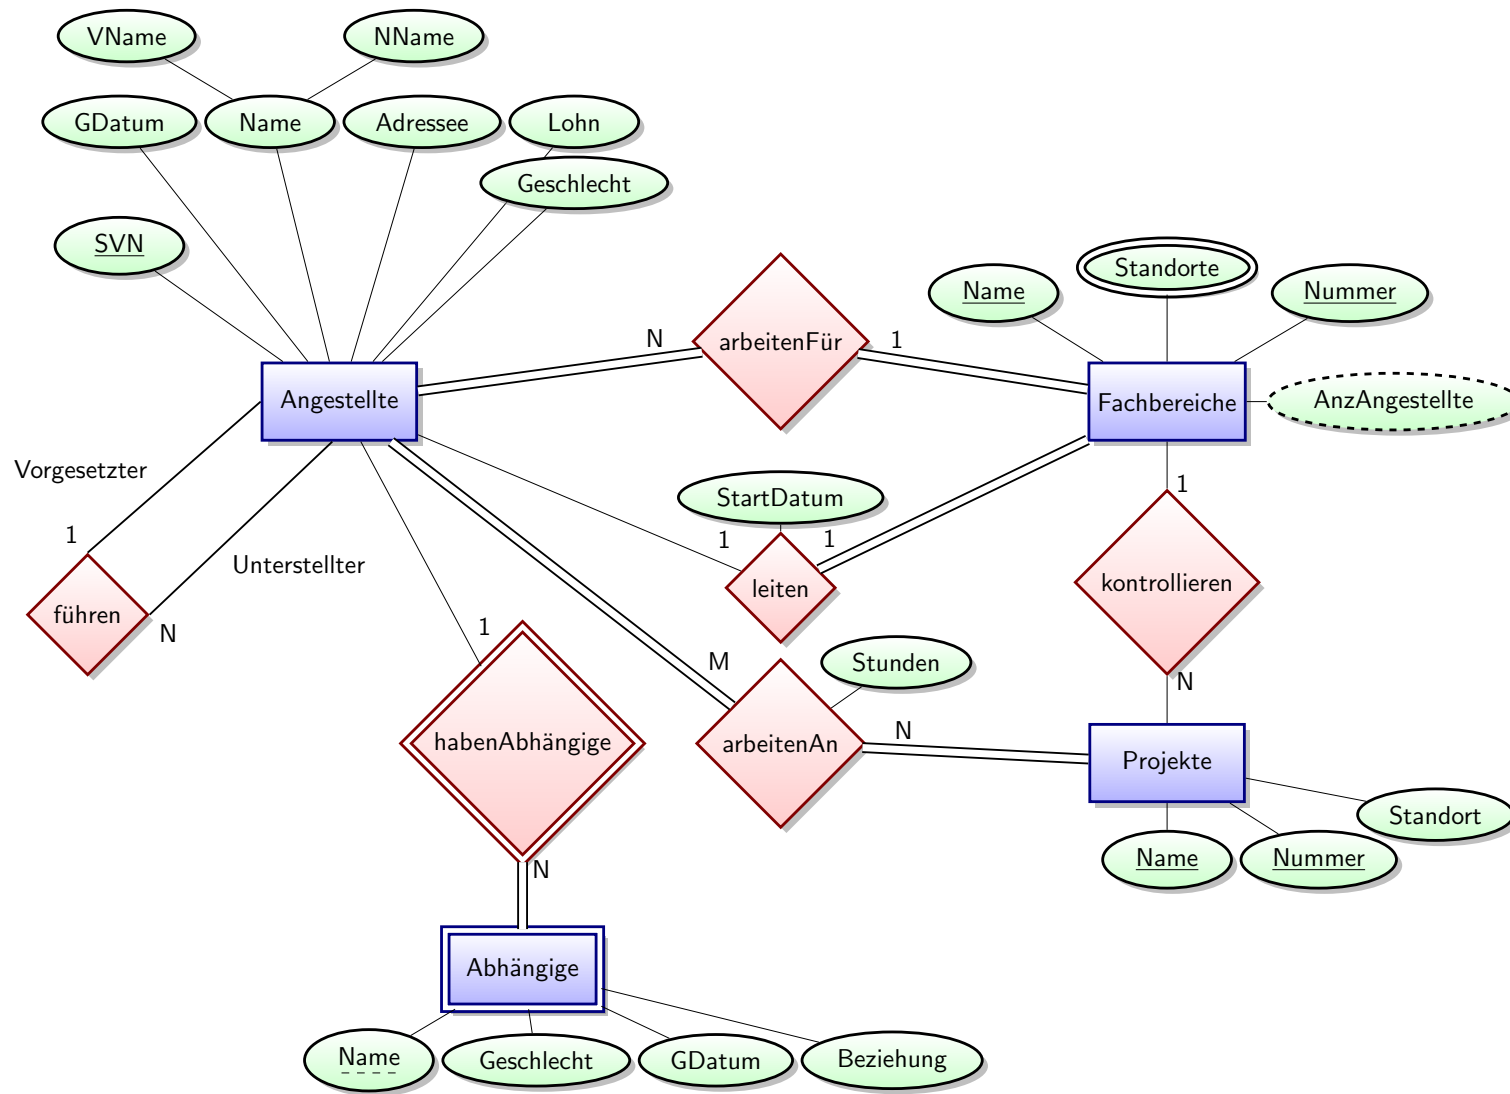 VName
NName
GDatum
Name
Adressee
Lohn
Geschlecht
SVN
Standorte
Name
Nummer
N
arbeitenFür
1
Angestellte
Fachbereiche
AnzAngestellte
Vorgesetzter
StartDatum
1
1
1
1
Unterstellter
leiten
kontrollieren
führen
N
1
M
Stunden
N
habenAbhängige
arbeitenAn
N
Projekte
Standort
Name
Nummer
N
Abhängige
Name
Geschlecht
GDatum
Beziehung